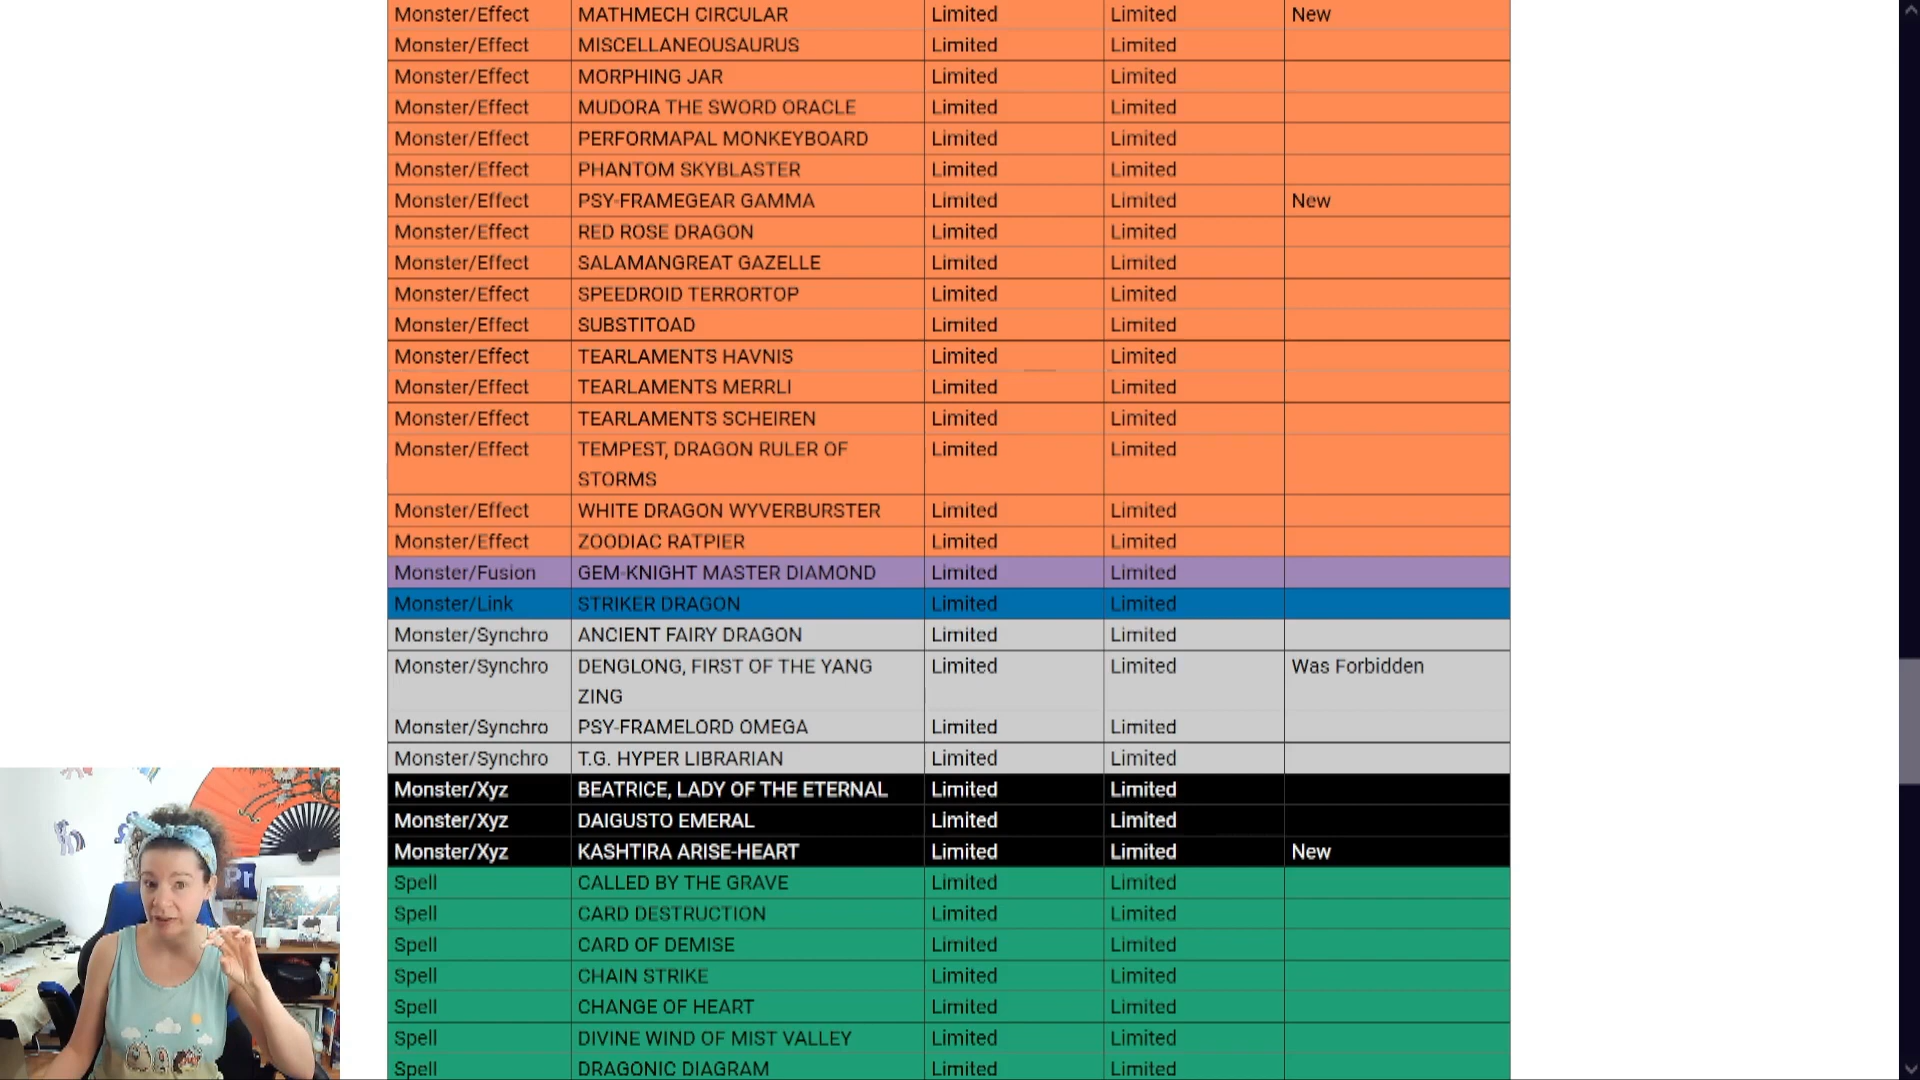 Monster/Effect MATHMECH CIRCULAR Limited Limited New
Monster/Effect MISCELLANEOUSAURUS Limited Limited
Monster/Effect MORPHING JAR Limited Limited
Monster/Effect MUDORA THE SWORD ORACLE Limited Limited
Monster/Effect PERFORMAPAL MONKEYBOARD Limited Limited
Monster/Effect PHANTOM SKYBLASTER Limited Limited
Monster/Effect PSY-FRAMEGEAR GAMMA Limited Limited New
Monster/Effect RED ROSE DRAGON Limited Limited
Monster/Effect SALAMANGREAT GAZELLE Limited Limited
Monster/Effect SPEEDROID TERRORTOP Limited Limited
Monster/Effect SUBSTITOAD Limited Limited
Monster/Effect TEARLAMENTS HAVNIS Limited Limited
Monster/Effect TEARLAMENTS MERRLI Limited Limited
Monster/Effect TEARLAMENTS SCHEIREN Limited Limited
Monster/Effect TEMPEST, DRAGON RULER OF Limited Limited
STORMS
Monster/Effect WHITE DRAGON WYVERBURSTER Limited Limited
Monster/Effect ZOODIAC RATPIER Limited Limited
Monster/Fusion GEM-KNIGHT MASTER DIAMOND Limited Limited
Monster/Link STRIKER DRAGON Limited Limited
Monster/Synchro ANCIENT FAIRY DRAGON Limited Limited
Monster/Synchro DENGLONG, FIRST OF THE YANG Limited Limited Was Forbidden
ZING
Monster/Synchro PSY-FRAMELORD OMEGA Limited Limited
Monster/Synchro T.G. HYPER LIBRARIAN Limited Limited
Monster/Xyz BEATRICE, LADY OF THE ETERNAL Limited Limited
Monster/Xyz DAIGUSTO EMERAL Limited Limited
Monster/Xyz KASHTIRA ARISE-HEART Limited Limited New
Spell CALLED BY THE GRAVE Limited Limited
Spell CARD DESTRUCTION Limited Limited
Spell CARD OF DEMISE Limited Limited
Spell CHAIN STRIKE Limited Limited
Spell CHANGE OF HEART Limited Limited
Spell DIVINE WIND OF MIST VALLEY Limited Limited
Spell DRAGONIC DIAGRAM Limited Limited
Pr